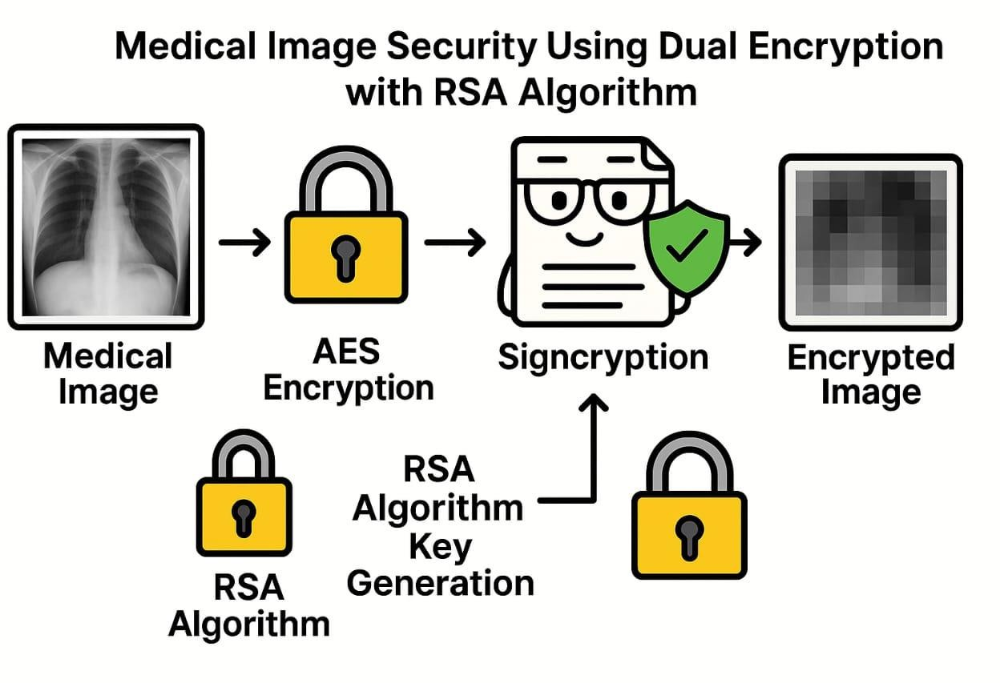 Medical Image Security Using Dual Encryption
with RSA Algorithm
Medical
Image
AES
Encryption
Signcryption
Encrypted
Image
RSA
Algorithm
RSA
Algorithm
Key
Generation